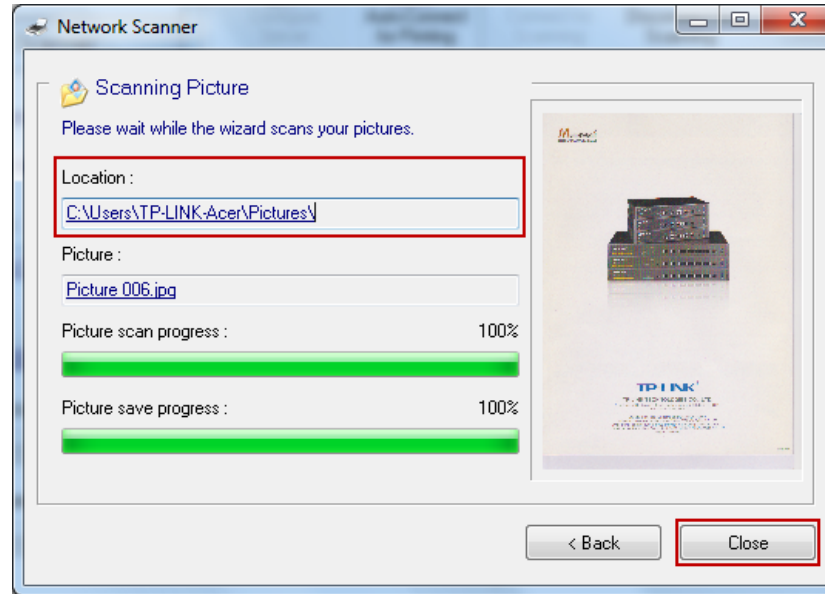 Network Scanner
Scanning Picture
Please wait while the wizard scans your pictures.
Location :
C:\Users\TP-LINK-Acer\Pictures\
Picture :
Picture 006.jpg
Picture scan progress : 100%
Picture save progress : 100%
TP-LINK
< Back
Close